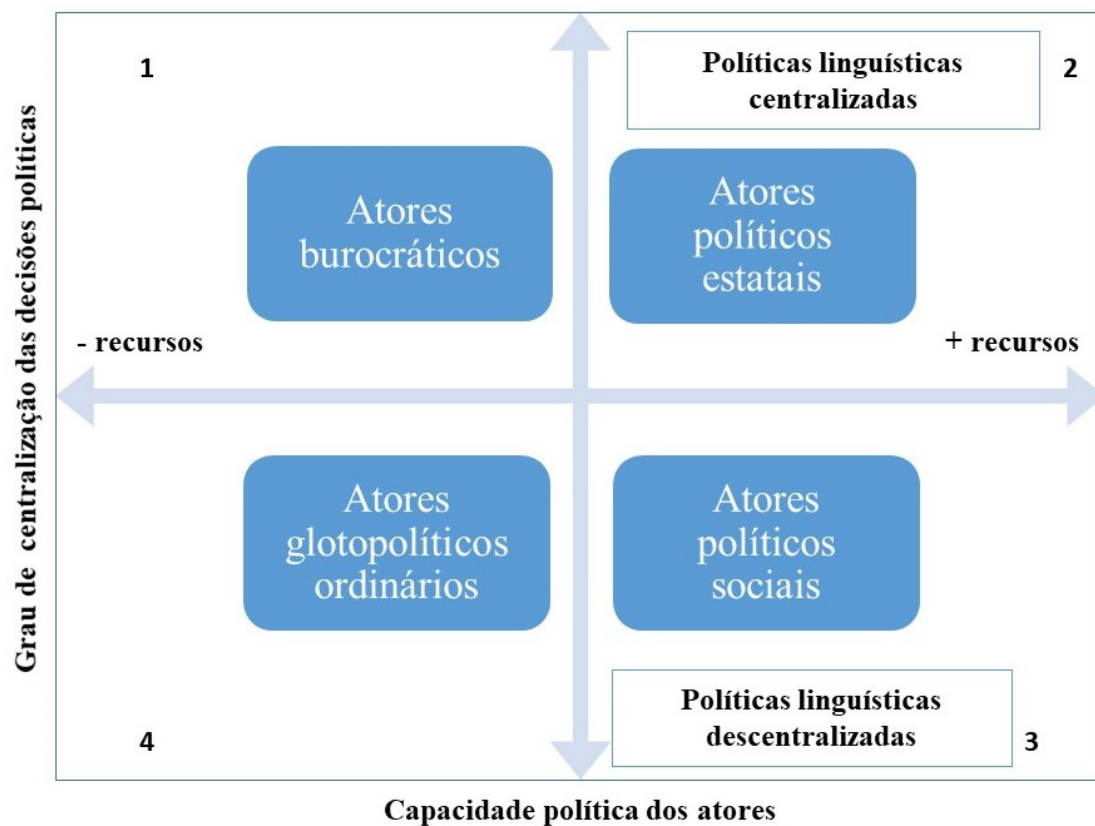 1
Políticas linguísticas
centralizadas
2
Grau de centralização das decisões políticas
Atores
burocráticos
Atores
políticos
estatais
- recursos
+ recursos
Atores
glotopolíticos
ordinários
Atores
políticos
sociais
Políticas linguísticas
descentralizadas
4
3
Capacidade política dos atores